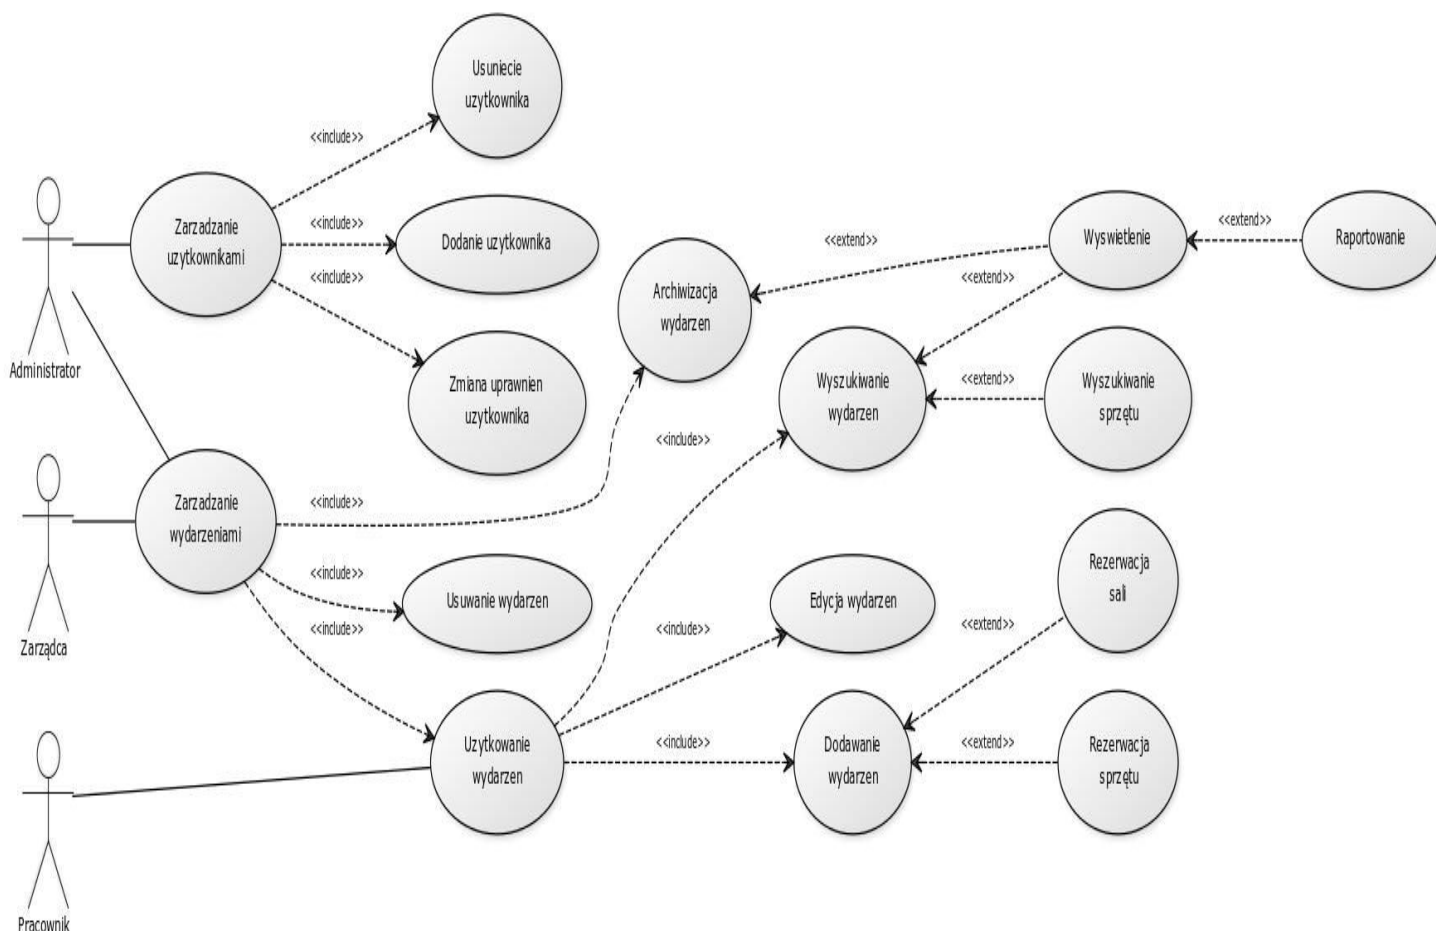 Usuniecie
uzytkownika
<<include>>
Zarzadzanie
uzytkownikami
<<include>>
Dodanie uzytkownika
<<include>>
Zmiana uprawnien
uzytkownika
Administrator
Archiwizacja
wydarzen
<<extend>>
Wyswietlenie
<<extend>>
Raportowanie
<<extend>>
Wyszukiwanie
wydarzen
<<extend>>
Wyszukiwanie
sprzętu
<<include>>
Zarzadzanie
wydarzeniami
<<include>>
Zarządca
<<include>>
Usuwanie wydarzen
<<include>>
Edycja wydarzen
<<include>>
Rezerwacja
sali
<<extend>>
Uzytkowanie
wydarzen
<<include>>
Dodawanie
wydarzen
<<extend>>
Rezerwacja
sprzętu
Pracownik